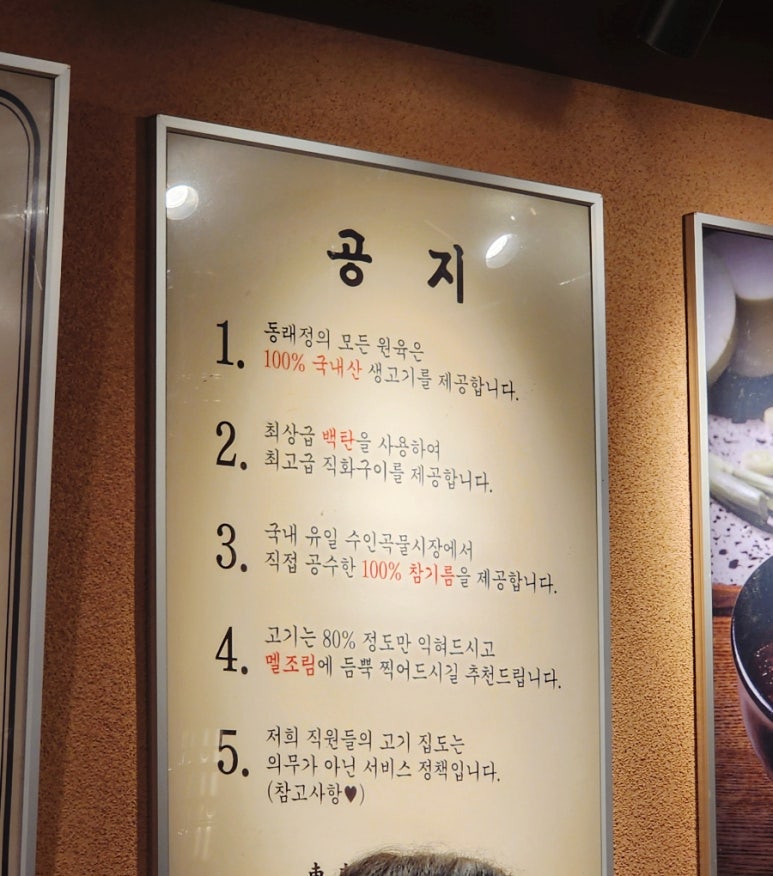 공 지
1. 동래정의 모든 원육은
100% 국내산 생고기를 제공합니다.
2. 최상급 백탄을 사용하여
최고급 직화구이를 제공합니다.
3. 국내 유일 수인곡물시장에서
직접 공수한 100% 참기름을 제공합니다.
4. 고기는 80% 정도만 익혀드시고
멜조림에 듬뿍 찍어드시길 추천드립니다.
5. 저희 직원들의 고기 집도는
의무가 아닌 서비스 정책입니다.
(참고사항♥)